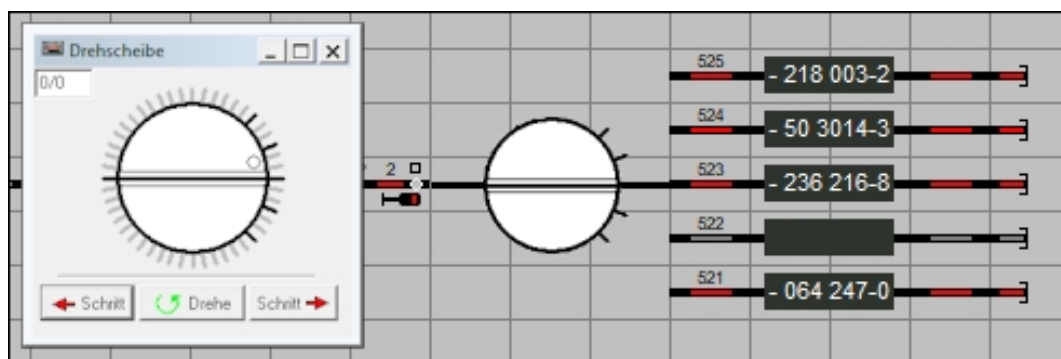 Drehscheibe
0/0
Schritt
Drehe
Schritt
2
525
- 218 003-2
524
- 50 3014-3
523
- 236 216-8
522
521
- 064 247-0